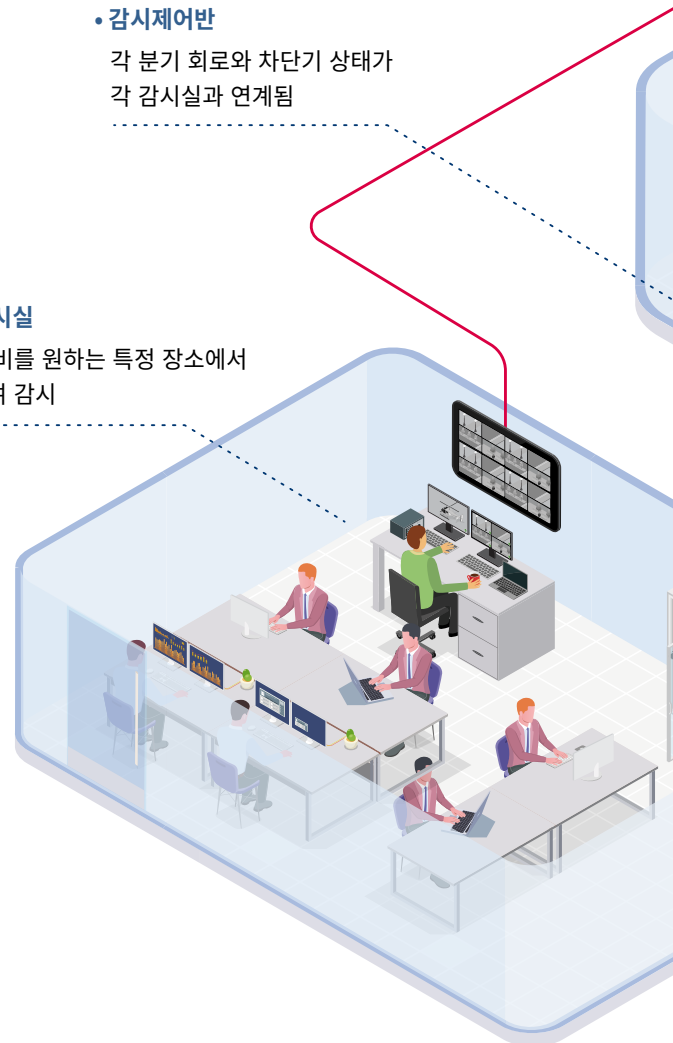 • 감시제어반
각 분기 회로와 차단기 상태가
각 감시실과 연계됨
시실
비를 원하는 특정 장소에서
감시